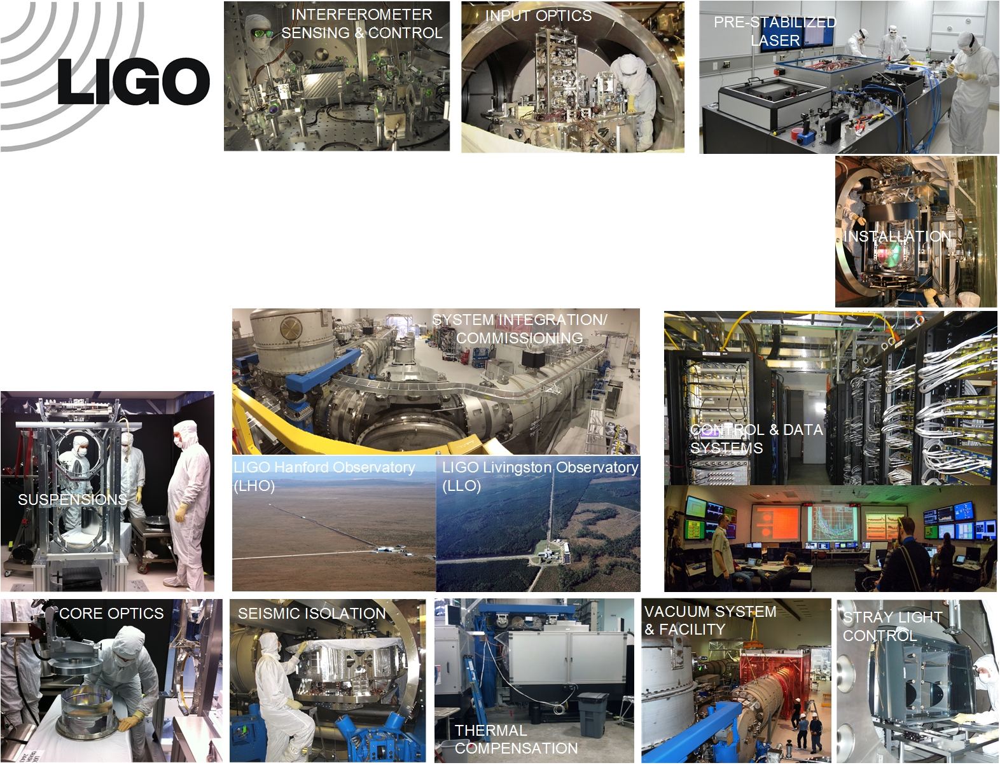 LIGO
INTERFEROMETER
SENSING & CONTROL
INPUT OPTICS
PRE-STABILIZED
LASER
INSTALLATION
SYSTEM INTEGRATION/
COMMISSIONING
CONTROL & DATA
SYSTEMS
LIGO Hanford Observatory
(LHO)
LIGO Livingston Observatory
(LLO)
SUSPENSIONS
CORE OPTICS
SEISMIC ISOLATION
THERMAL
COMPENSATION
VACUUM SYSTEM
& FACILITY
STRAY LIGHT
CONTROL